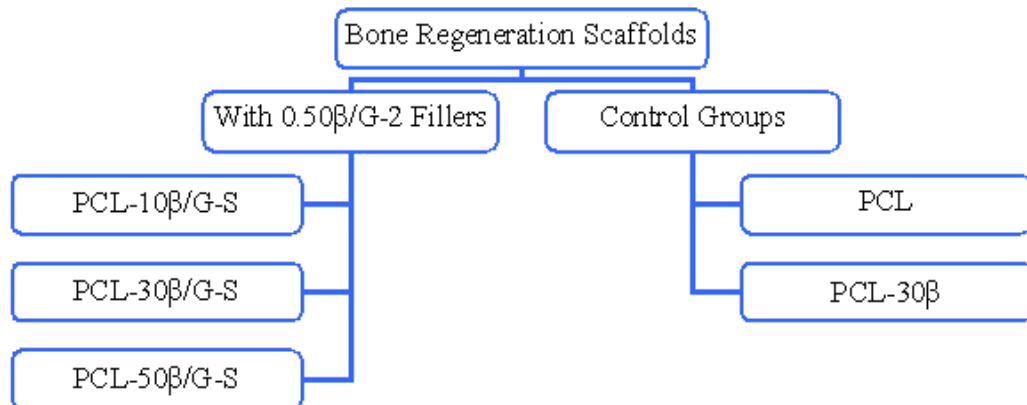 Bone Regeneration Scaffolds
With 0.50β/G-2 Fillers
Control Groups
PCL-10β/G-S
PCL-30β/G-S
PCL-50β/G-S
PCL
PCL-30β